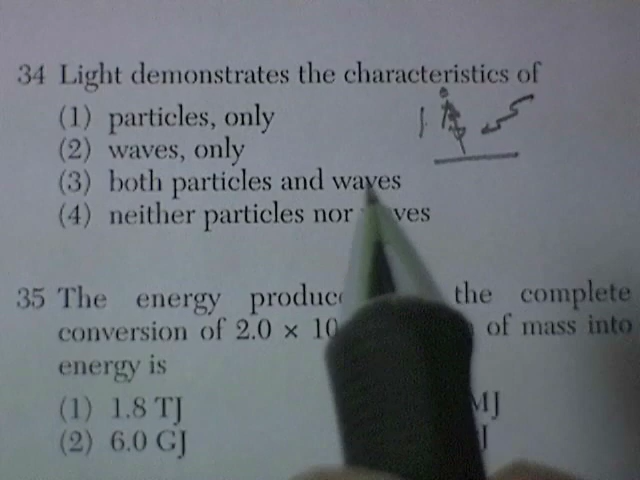 34 Light demonstrates the characteristics of
(1) particles, only
(2) waves, only
(3) both particles and waves
(4) neither particles nor
35 The energy the complete
conversion of 2.0 × 10 of mass into
energy is
(1) 1.8 TJ MJ
(2) 6.0 GJ J